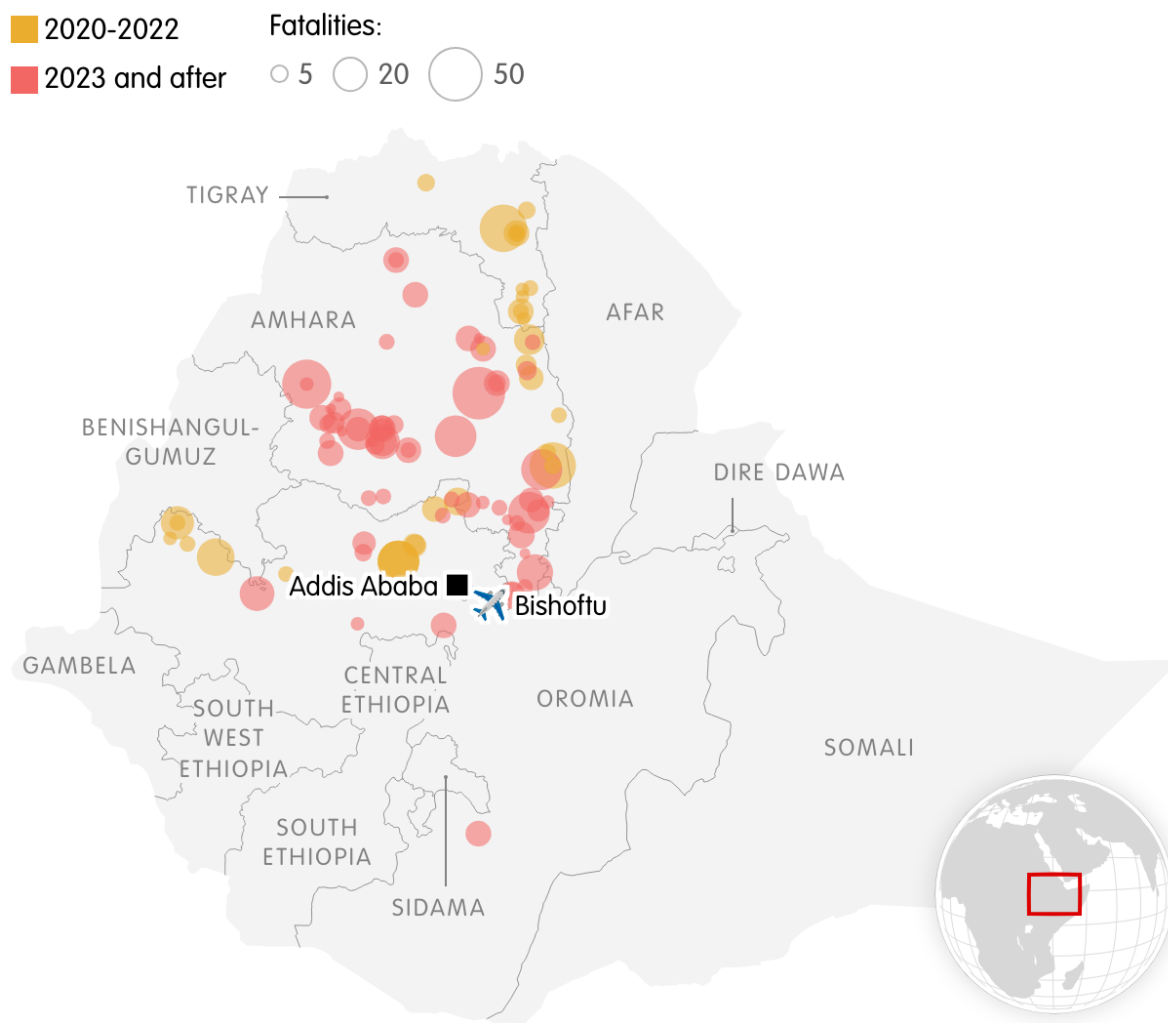 2020-2022
Fatalities:
2023 and after
5
20
50
TIGRAY
AMHARA
AFAR
BENISHANGUL-
GUMUZ
DIRE DAWA
Addis Ababa
Bishoftu
GAMBELA
CENTRAL
ETHIOPIA
OROMIA
SOUTH
WEST
ETHIOPIA
SOMALI
SOUTH
ETHIOPIA
SIDAMA